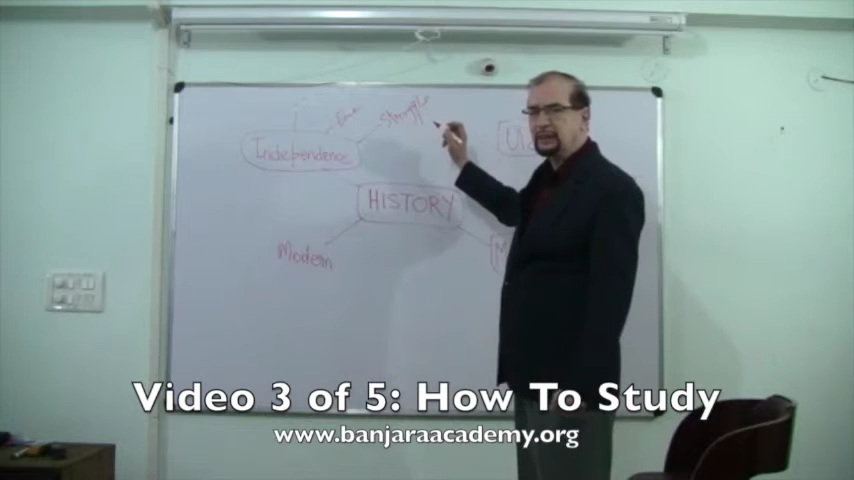 Struggle
Independence
HISTORY
Modern
Video 3 of 5: How To Study
www.banjaraacademy.org